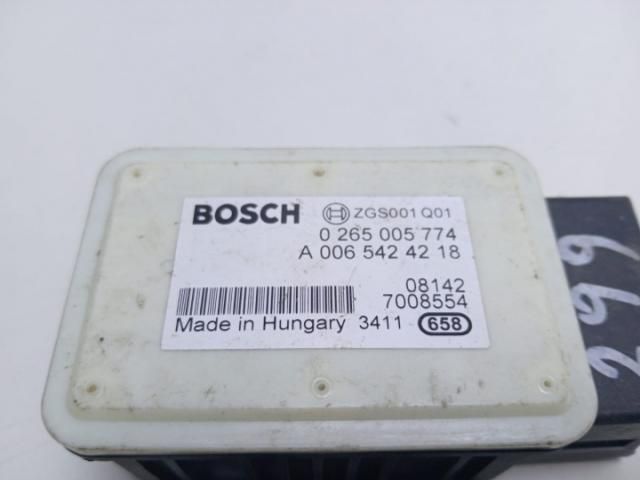 BOSCH ZGS001 Q01
0 265 005 774
A 006 542 42 18
08142
7008554
Made in Hungary 3411 658
299